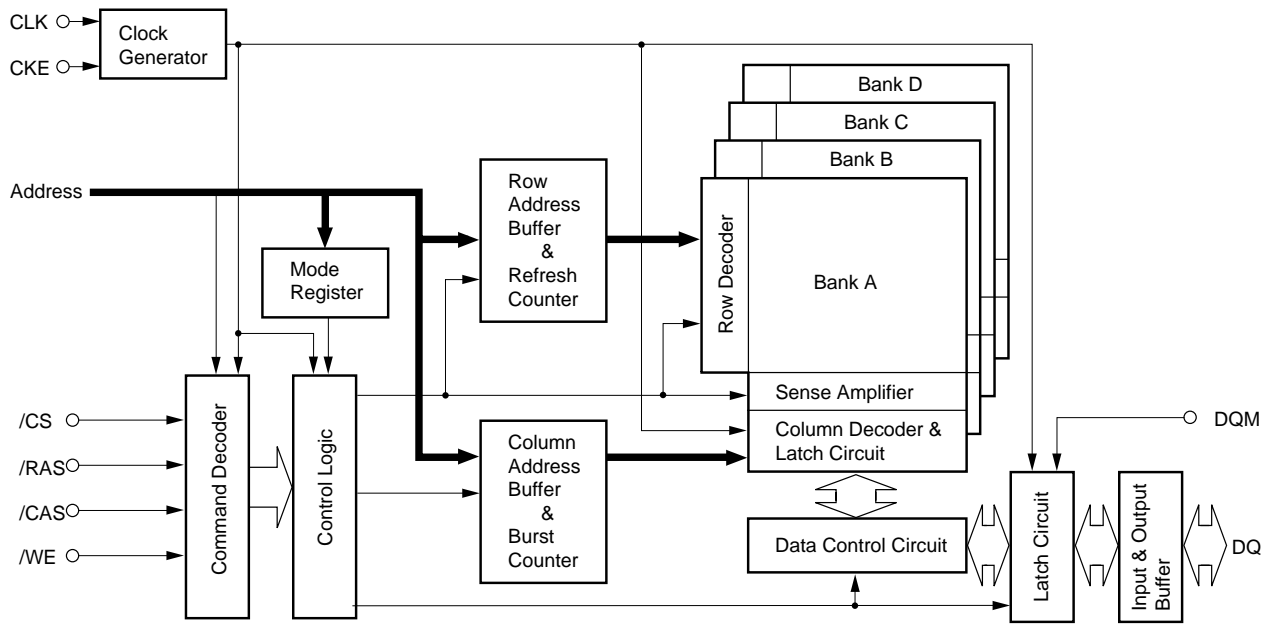 CLK
CKE
Clock
Generator
Bank D
Bank C
Bank B
Address
Row
Address
Buffer
&
Refresh
Counter
Row Decoder
Bank A
Mode
Register
Sense Amplifier
Column Decoder &
Latch Circuit
/CS
/RAS
/CAS
/WE
Command Decoder
Control Logic
Column
Address
Buffer
&
Burst
Counter
DQM
Data Control Circuit
Latch Circuit
Input & Output
Buffer
DQ